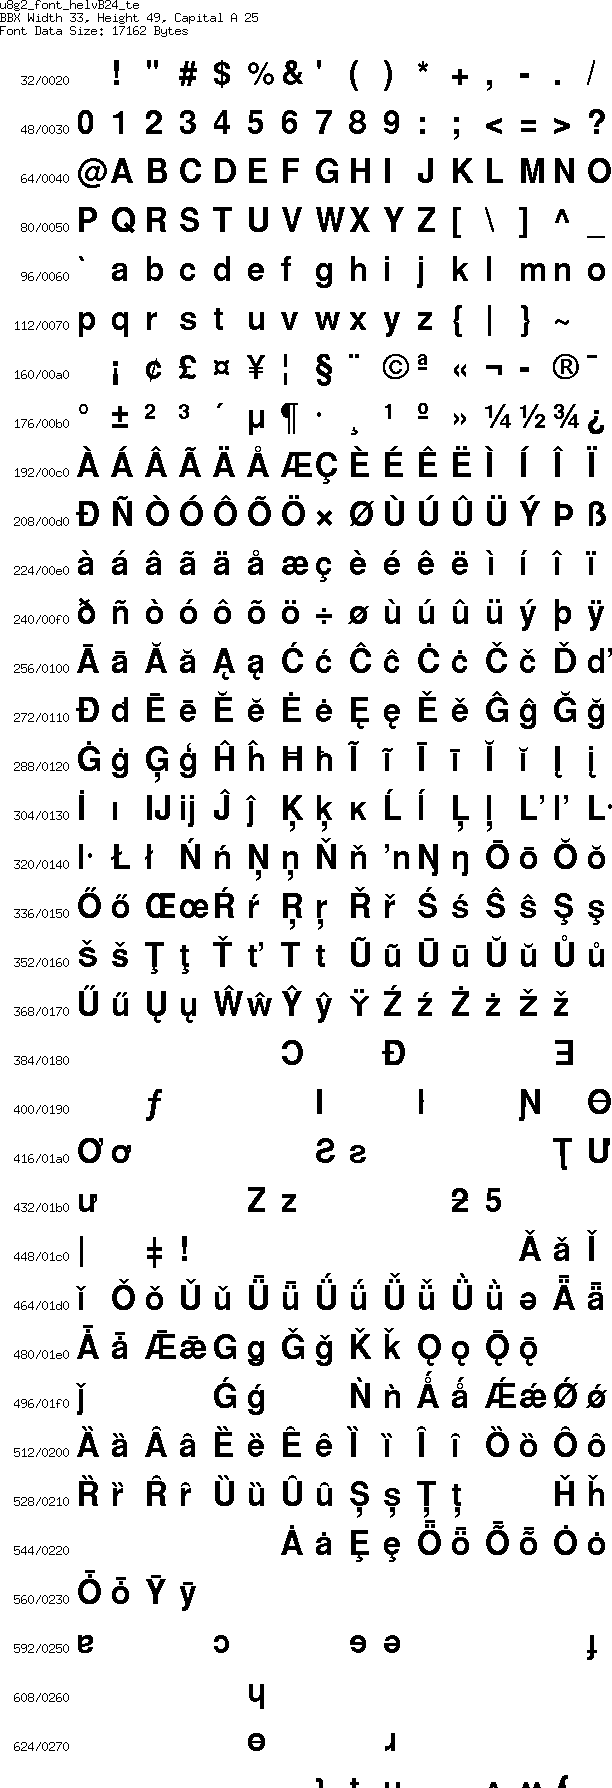 u8g2_font_helvB24_te
BBX Width 33, Height 49, Capital A 25
Font Data Size: 17162 Bytes
32/0020 ! " # $ % & ' ( ) * + , - . /
48/0030 0 1 2 3 4 5 6 7 8 9 : ; < = > ?
64/0040 @ A B C D E F G H I J K L M N O
80/0050 P Q R S T U V W X Y Z [ \ ] ^ _
96/0060 ` a b c d e f g h i j k l m n o
112/0070 p q r s t u v w x y z { | } ~
160/00a0 ¡ ¢ £ ¤ ¥ ¦ § ¨ © ª « ¬ - ® ¯
176/00b0 ° ± ² ³ ´ µ ¶ · ¸ ¹ º » ¼ ½ ¾ ¿
192/00c0 À Á Â Ã Ä Å Æ Ç È É Ê Ë Ì Í Î Ï
208/00d0 Ð Ñ Ò Ó Ô Õ Ö × Ø Ù Ú Û Ü Ý Þ ß
224/00e0 à á â ã ä å æ ç è é ê ë ì í î ï
240/00f0 ð ñ ò ó ô õ ö ÷ ø ù ú û ü ý þ ÿ
256/0100 Ā ā Ă ă Ą ą Ć ć Ĉ ĉ Ċ ċ Č č Ď ď
272/0110 Đ đ Ē ē Ĕ ĕ Ė ė Ę ę Ě ě Ĝ ĝ Ğ ğ
288/0120 Ġ ġ Ģ ģ Ĥ ĥ Ħ ħ Ĩ ĩ Ī ī Ĭ ĭ Į į
304/0130 İ ı Ĳ ĳ Ĵ ĵ Ķ ķ ĸ Ĺ ĺ Ļ ļ Ľ ľ Ŀ
320/0140 ŀ Ł ł Ń ń Ņ ņ Ň ň ŉ Ŋ ŋ Ō ō Ŏ ŏ
336/0150 Ő ő Œ œ Ŕ ŕ Ŗ ŗ Ř ř Ś ś Ŝ ŝ Ş ş
352/0160 Š š Ţ ţ Ť ť Ŧ ŧ Ũ ũ Ū ū Ŭ ŭ Ů ů
368/0170 Ű ű Ų ų Ŵ ŵ Ŷ ŷ Ÿ Ź ź Ż ż Ž ž
384/0180 Ɔ Ɖ Ǝ
400/0190 ƒ Ɨ ƚ Ɲ Ɵ
416/01a0 Ơ ơ Ƨ ƨ Ʈ Ư
432/01b0 ư Ƶ ƶ ƻ Ƽ
448/01c0 ǀ ǂ ǃ Ǎ ǎ Ǐ
464/01d0 ǐ Ǒ ǒ Ǔ ǔ Ǖ ǖ Ǘ ǘ Ǚ ǚ Ǜ ǜ ǝ Ǟ ǟ
480/01e0 Ǡ ǡ Ǣ ǣ Ǥ ǥ Ǧ ǧ Ǩ ǩ Ǫ ǫ Ǭ ǭ
496/01f0 ǰ Ǵ ǵ Ǹ ǹ Ǻ ǻ Ǽ ǽ Ǿ ǿ
512/0200 Ȁ ȁ Ȃ ȃ Ȅ ȅ Ȇ ȇ Ȉ ȉ Ȋ ȋ Ȍ ȍ Ȏ ȏ
528/0210 Ȑ ȑ Ȓ ȓ Ȕ ȕ Ȗ ȗ Ș ș Ț ț Ȟ ȟ
544/0220 Ȧ ȧ Ȩ ȩ Ȫ ȫ Ȭ ȭ Ȯ ȯ
560/0230 Ȱ ȱ Ȳ ȳ
592/0250 ɐ ɔ ɘ ə ɟ
608/0260 ɥ
624/0270 ɵ ɹ